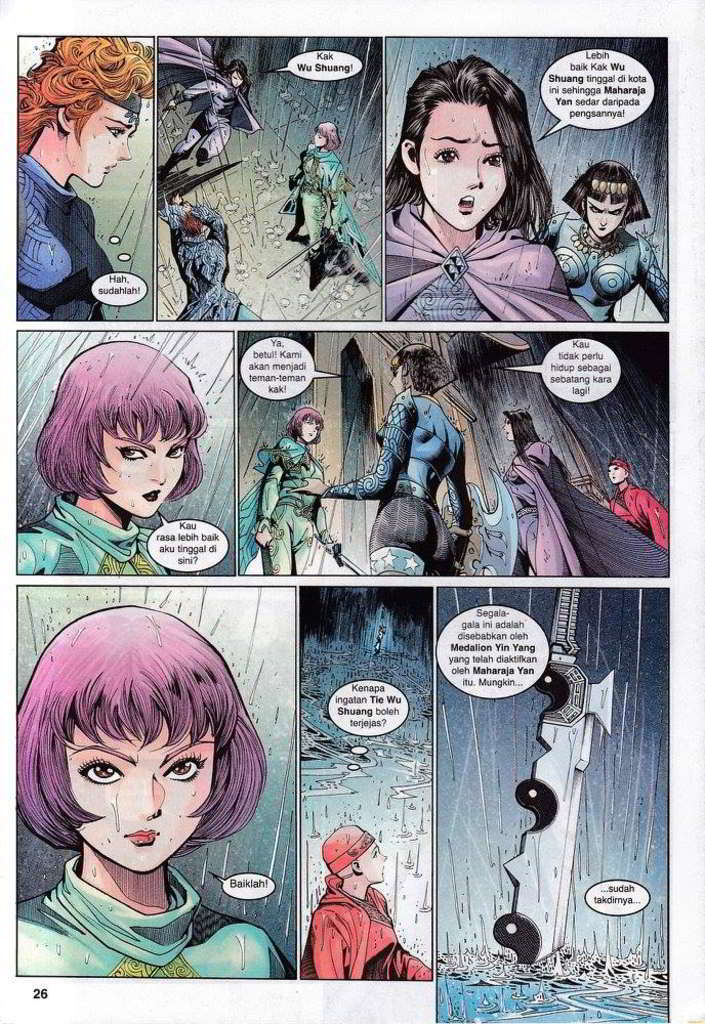 Hah,
sudahlah!
Kak
Wu Shuang!
Lebih
baik Kak Wu
Shuang tinggal di kota
ini sehingga Maharaja
Yan sedar daripada
pengsannya!
Kau
rasa lebih baik
aku tinggal di
sini?
Ya,
betul! Kami
akan menjadi
teman-teman
kak!
Kau
tidak perlu
hidup sebagai
sebatang kara
lagi!
Baiklah!
Kenapa
ingatan Tie Wu
Shuang boleh
terjejas?
Segala-
gala ini adalah
disebabkan oleh
Medalion Yin Yang
yang telah diaktifkan
oleh Maharaja Yan
itu. Mungkin...
...sudah
takdirnya...
26